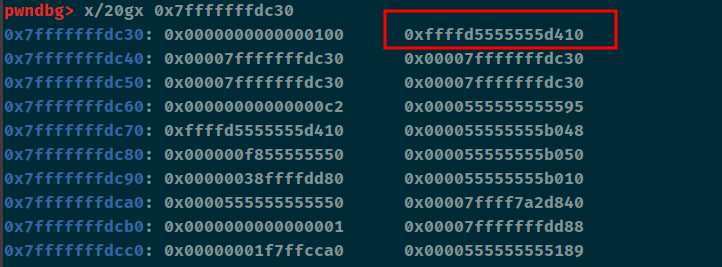 pwndbg> x/20gx 0x7fffffffdc30
0x7fffffffdc30: 0x0000000000000100 0xffffd5555555d410
0x7fffffffdc40: 0x00007fffffffdc30 0x00007fffffffdc30
0x7fffffffdc50: 0x00007fffffffdc30 0x00007fffffffdc30
0x7fffffffdc60: 0x00000000000000c2 0x0000555555555595
0x7fffffffdc70: 0xffffd5555555d410 0x000055555555b048
0x7fffffffdc80: 0x000000f855555550 0x000055555555b050
0x7fffffffdc90: 0x00000038ffffdd80 0x000055555555b010
0x7fffffffdca0: 0x0000555555555550 0x00007ffff7a2d840
0x7fffffffdcb0: 0x0000000000000001 0x00007fffffffdd88
0x7fffffffdcc0: 0x00000001f7ffcca0 0x0000555555555189